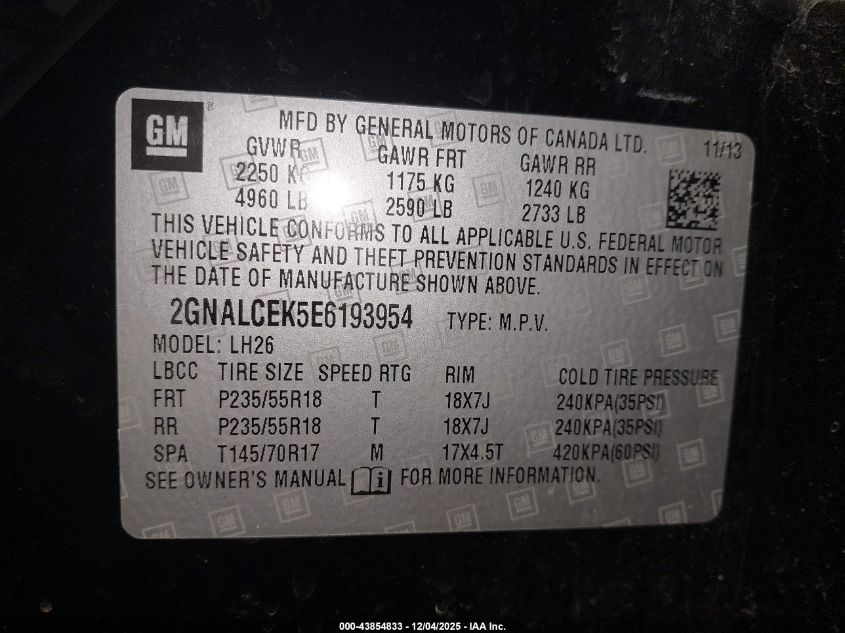 GM
MFD BY GENERAL MOTORS OF CANADA LTD. 11/13
GVWR GAWR FRT GAWR RR
2250 KG 1175 KG 1240 KG
4960 LB 2590 LB 2733 LB
THIS VEHICLE CONFORMS TO ALL APPLICABLE U.S. FEDERAL MOTOR
VEHICLE SAFETY AND THEFT PREVENTION STANDARDS IN EFFECT ON
THE DATE OF MANUFACTURE SHOWN ABOVE.
2GNALCEK5E6193954 TYPE: M.P.V.
MODEL: LH26
LBCC TIRE SIZE SPEED RTG RIM COLD TIRE PRESSURE
FRT P235/55R18 T 18X7J 240KPA(35PSI)
RR P235/55R18 T 18X7J 240KPA(35PSI)
SPA T145/70R17 M 17X4.5T 420KPA(60PSI)
SEE OWNER'S MANUAL i FOR MORE INFORMATION.
000-43854833 - 12/04/2025 - IAA Inc.